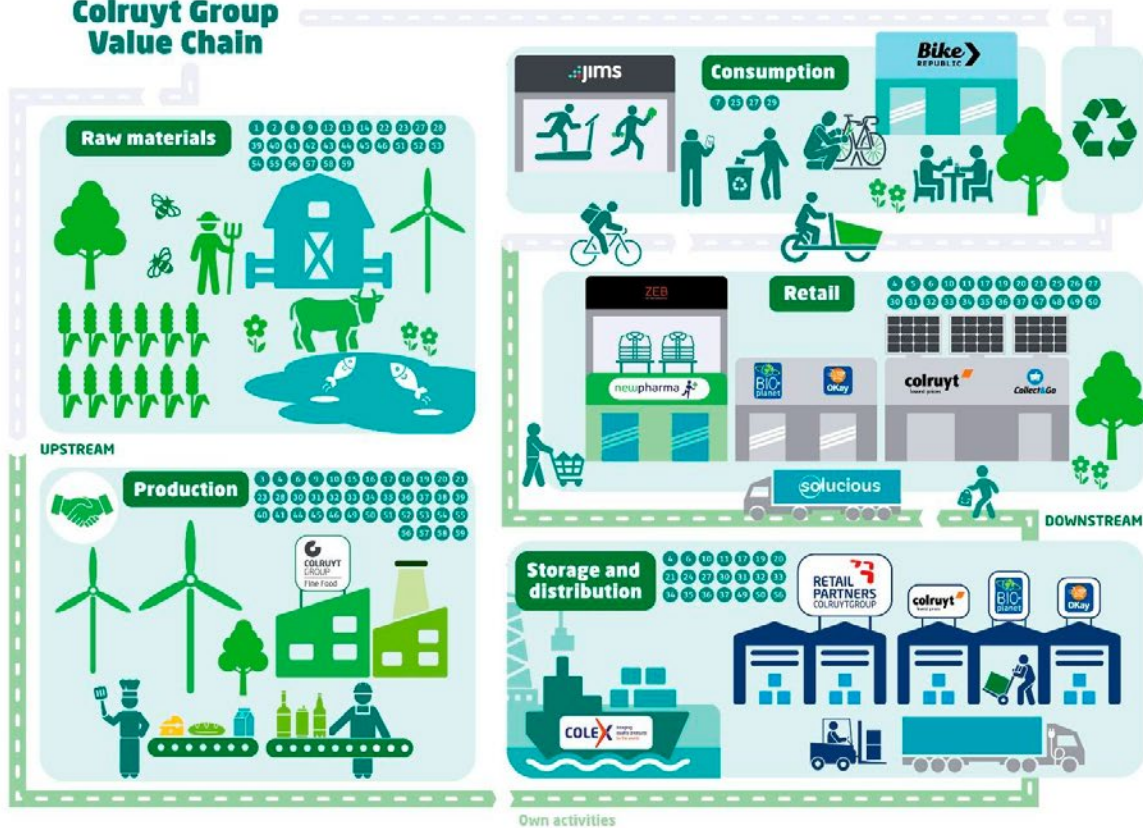 Colruyt Group
Value Chain
Raw materials
1 2 8 9 12 13 14 22 23 27 28
39 40 41 42 43 44 45 46 51 52 53
54 55 56 57 58 59
UPSTREAM
Production
3 4 6 9 10 15 16 17 18 19 20 21
23 28 30 31 32 33 34 35 36 37 38 39
40 41 44 45 46 49 50 51 52 53 54 55
56 57 58 59
COLRUYT
GROUP
Fine Food
Own activities
Storage and
distribution
4 6 10 11 17 19 20
21 24 27 30 31 32 33
34 35 36 37 49 50 56
RETAIL
PARTNERS
COLRUYTGROUP
colruyt
lowest prices
BIO
planet
OKay
COLEX
DOWNSTREAM
solucious
Retail
4 5 6 10 11 17 18 20 21 25 26 27
30 31 32 33 34 35 36 37 47 48 49 50
ZEB
newpharma
BIO
planet
OKay
colruyt
lowest prices
Collect&Go
Consumption
7 25 27 29
jims
Bike
REPUBLIC